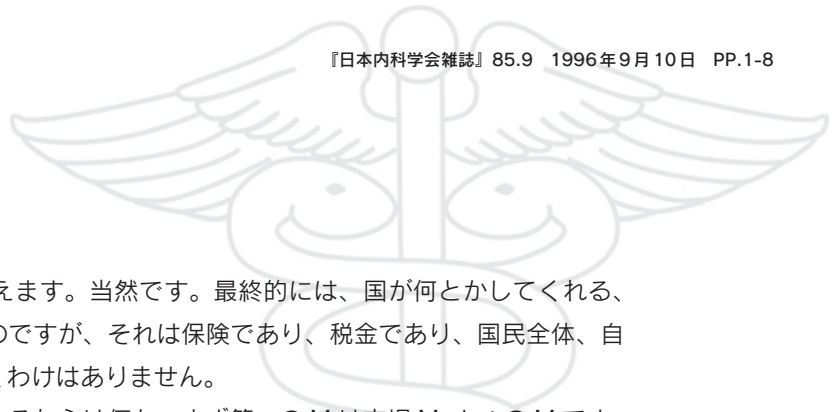 『日本内科学会雑誌』85.9 1996年9月10日 PP.1-8
えます。当然です。最終的には、国が何とかしてくれる、
のですが、それは保険であり、税金であり、国民全体、自
わけはありません。